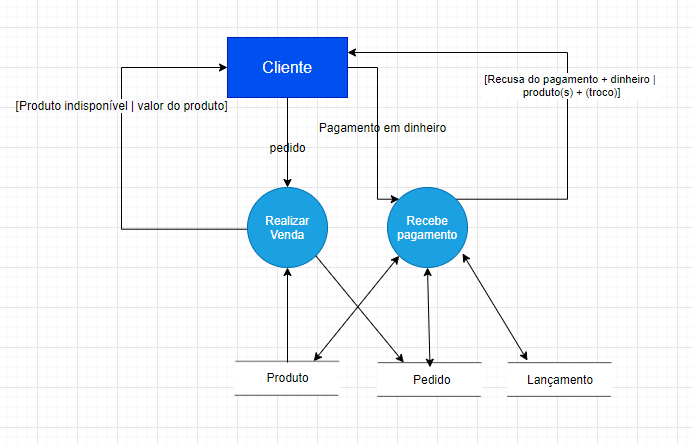 Cliente
[Recusa do pagamento + dinheiro |
produto(s) + (troco)]
[Produto indisponível | valor do produto]
Pagamento em dinheiro
pedido
Realizar
Venda
Recebe
pagamento
Produto
Pedido
Lançamento